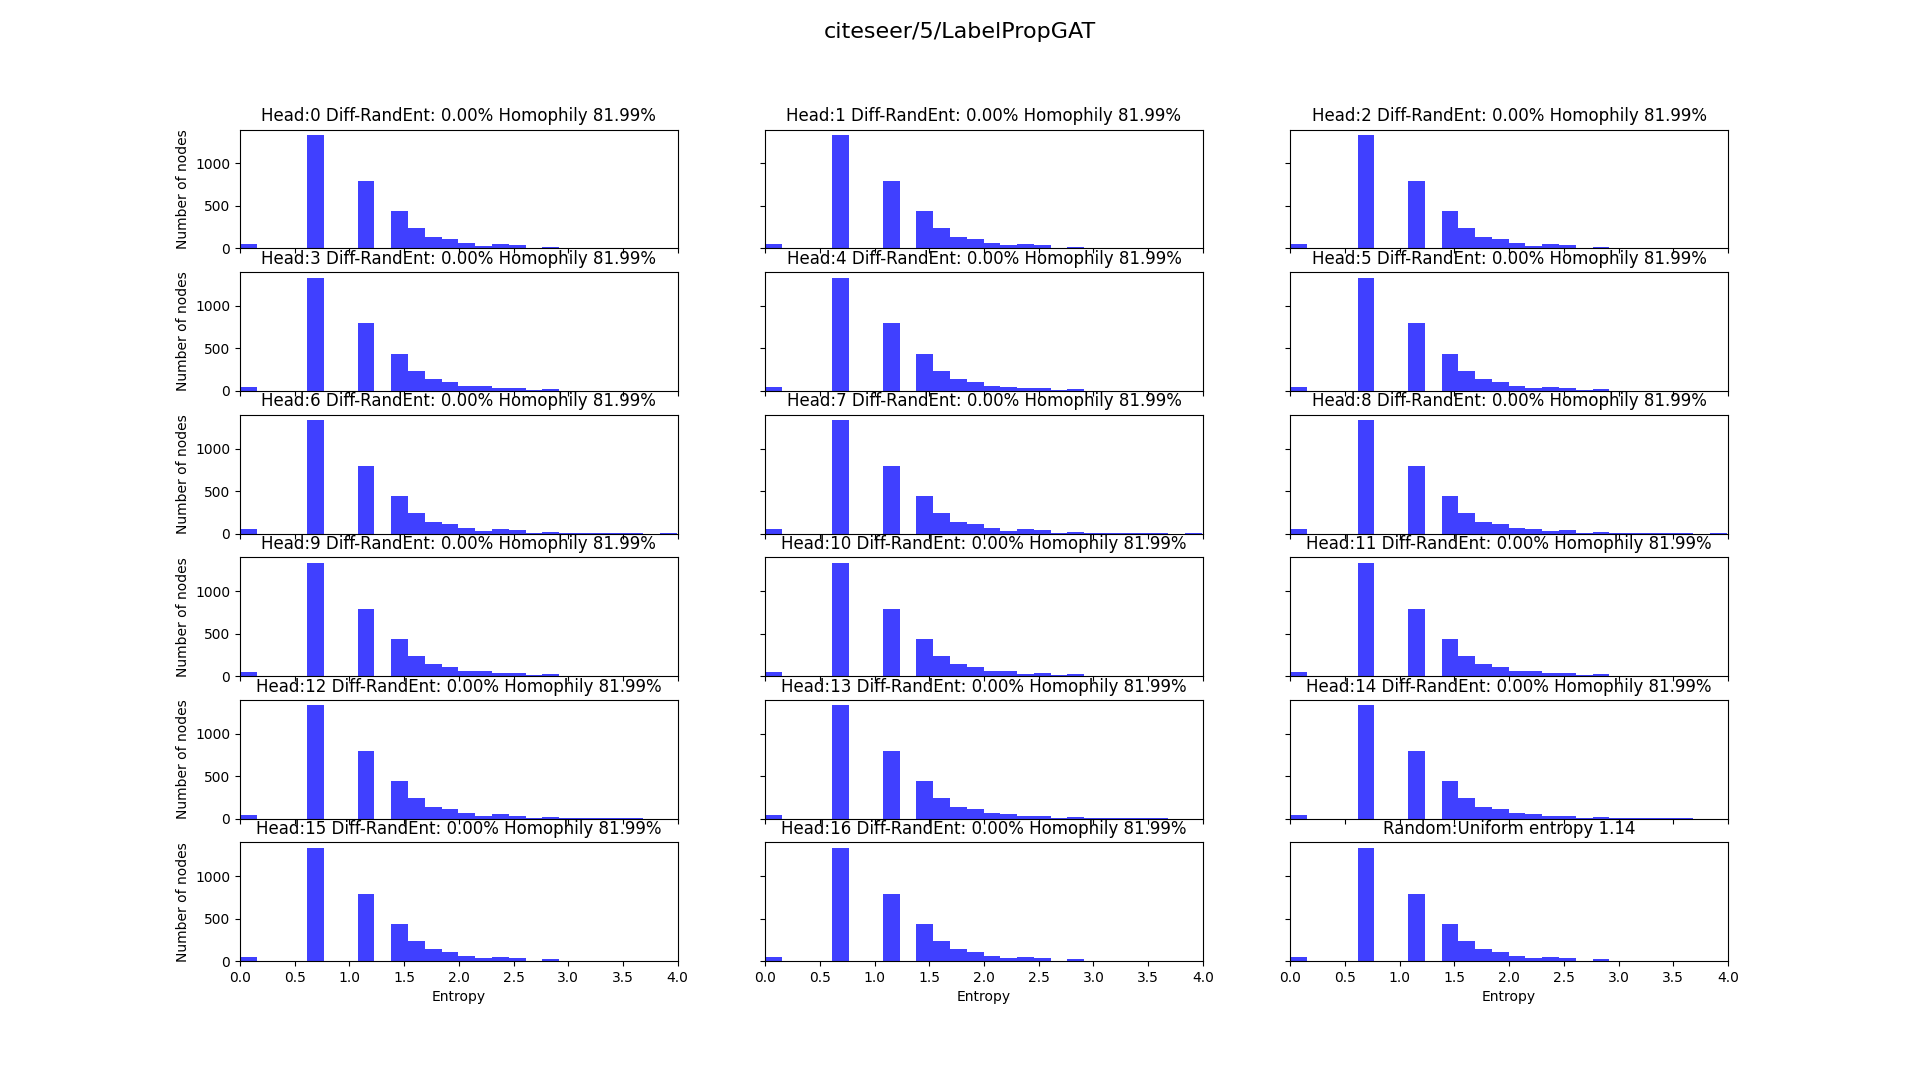 citeseer/5/LabelPropGAT
Head:0 Diff-RandEnt: 0.00% Homophily 81.99%
Head:1 Diff-RandEnt: 0.00% Homophily 81.99%
Head:2 Diff-RandEnt: 0.00% Homophily 81.99%
Number of nodes
1000
500
0
Head:3 Diff-RandEnt: 0.00% Homophily 81.99%
Head:4 Diff-RandEnt: 0.00% Homophily 81.99%
Head:5 Diff-RandEnt: 0.00% Homophily 81.99%
Number of nodes
1000
500
0
Head:6 Diff-RandEnt: 0.00% Homophily 81.99%
Head:7 Diff-RandEnt: 0.00% Homophily 81.99%
Head:8 Diff-RandEnt: 0.00% Homophily 81.99%
Number of nodes
1000
500
0
Head:9 Diff-RandEnt: 0.00% Homophily 81.99%
Head:10 Diff-RandEnt: 0.00% Homophily 81.99%
Head:11 Diff-RandEnt: 0.00% Homophily 81.99%
Number of nodes
1000
500
0
Head:12 Diff-RandEnt: 0.00% Homophily 81.99%
Head:13 Diff-RandEnt: 0.00% Homophily 81.99%
Head:14 Diff-RandEnt: 0.00% Homophily 81.99%
Number of nodes
1000
500
0
Head:15 Diff-RandEnt: 0.00% Homophily 81.99%
Head:16 Diff-RandEnt: 0.00% Homophily 81.99%
Random:Uniform entropy 1.14
Number of nodes
1000
500
0
0.0 0.5 1.0 1.5 2.0 2.5 3.0 3.5 4.0
0.0 0.5 1.0 1.5 2.0 2.5 3.0 3.5 4.0
0.0 0.5 1.0 1.5 2.0 2.5 3.0 3.5 4.0
Entropy
Entropy
Entropy